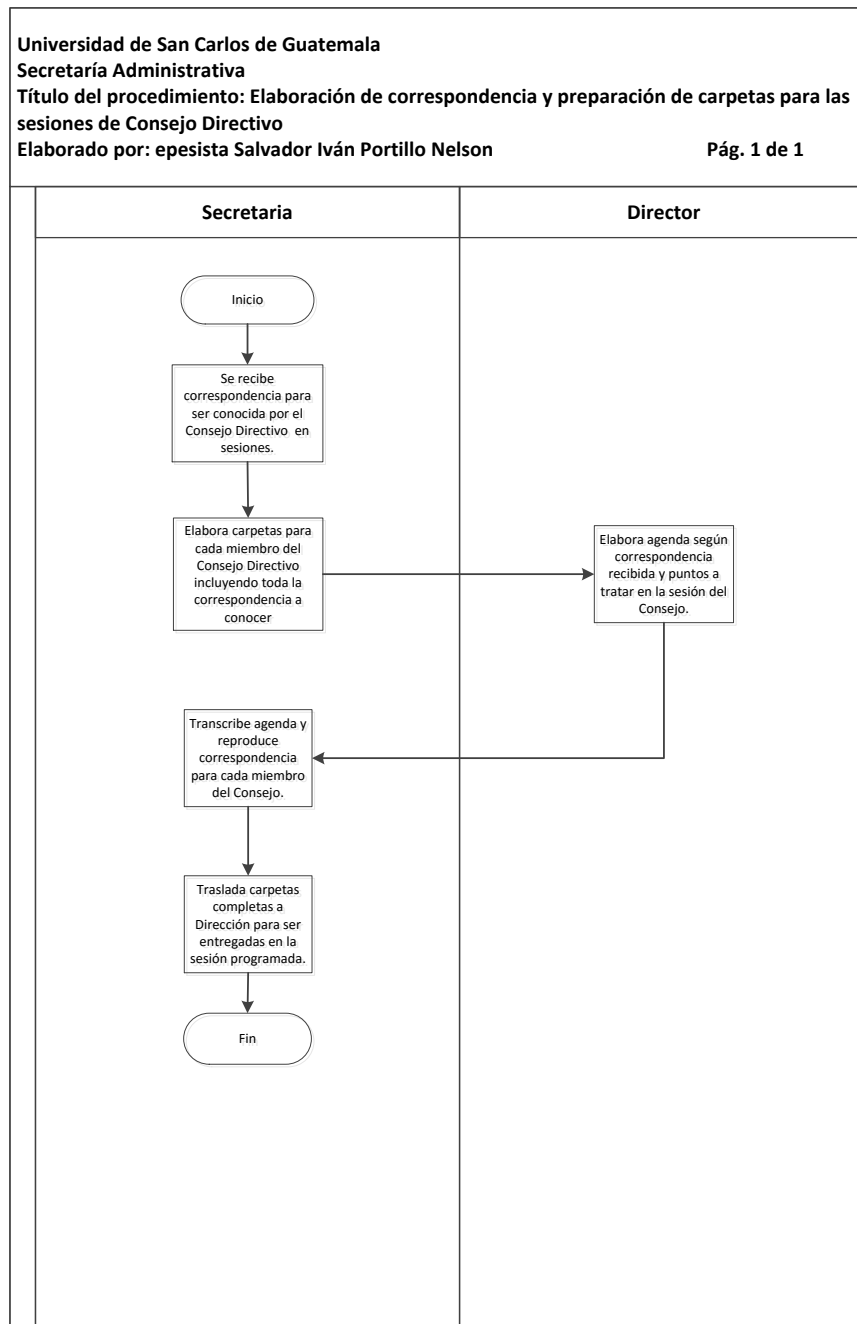 Universidad de San Carlos de Guatemala
Secretaría Administrativa
Título del procedimiento: Elaboración de correspondencia y preparación de carpetas para las
sesiones de Consejo Directivo
Elaborado por: epesista Salvador Iván Portillo Nelson Pág. 1 de 1
Secretaria
Director
Inicio
Se recibe
correspondencia para
ser conocida por el
Consejo Directivo en
sesiones.
Elabora carpetas para
cada miembro del
Consejo Directivo
incluyendo toda la
correspondencia a
conocer
Elabora agenda según
correspondencia
recibida y puntos a
tratar en la sesión del
Consejo.
Transcribe agenda y
reproduce
correspondencia
para cada miembro
del Consejo.
Traslada carpetas
completas a
Dirección para ser
entregadas en la
sesión programada.
Fin